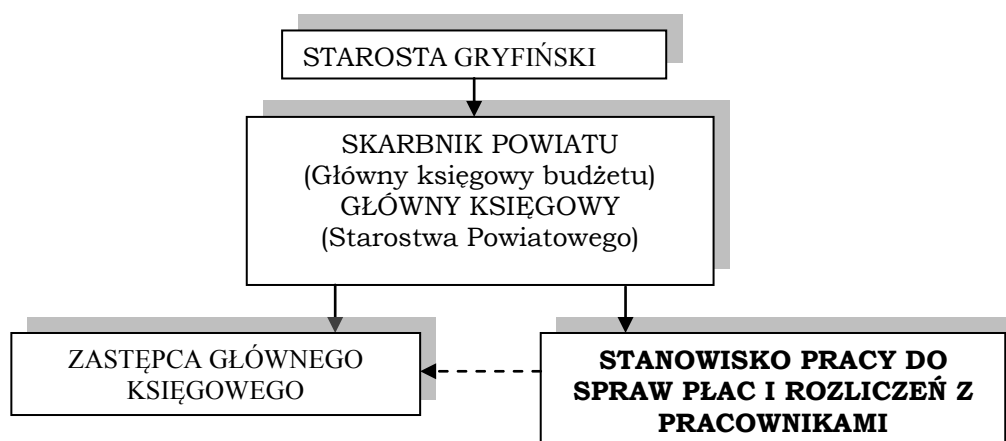 STAROSTA GRYFIŃSKI
SKARBNIK POWIATU
(Główny księgowy budżetu)
GŁÓWNY KSIĘGOWY
(Starostwa Powiatowego)
ZASTĘPCA GŁÓWNEGO
KSIĘGOWEGO
STANOWISKO PRACY DO
SPRAW PŁAC I ROZLICZEŃ Z
PRACOWNIKAMI